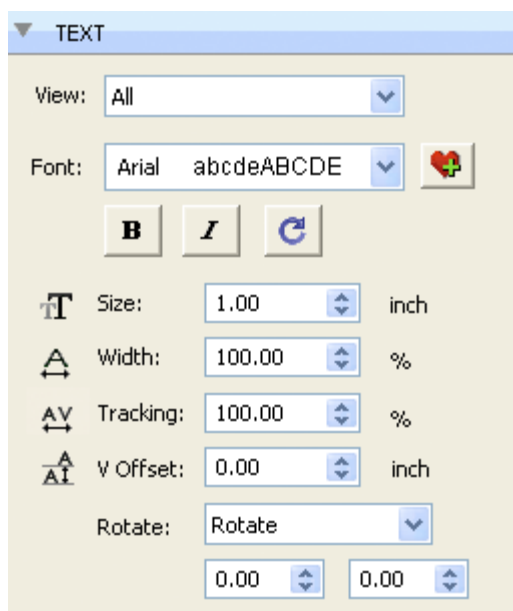 TEXT
View: All
Font: Arial abcdeABCDE
B I
Size: 1.00 inch
Width: 100.00 %
Tracking: 100.00 %
V Offset: 0.00 inch
Rotate: Rotate
0.00 0.00